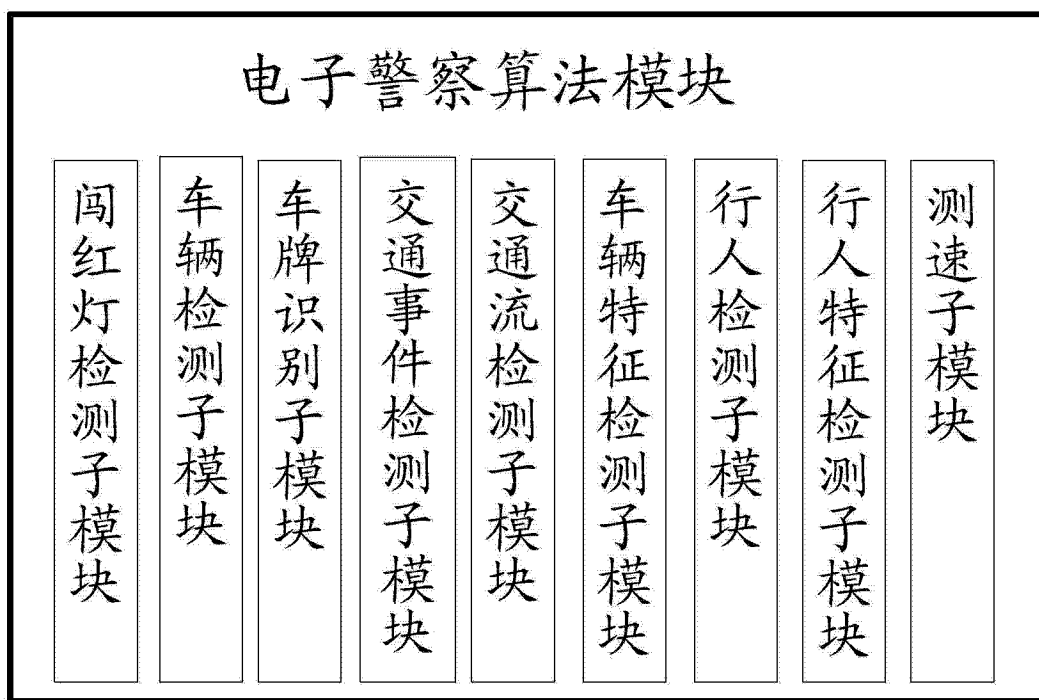 电子警察算法模块
闯红灯检测子模块
车辆检测子模块
车牌识别子模块
交通事件检测子模块
交通流检测子模块
车辆特征检测子模块
行人检测子模块
行人特征检测子模块
测速子模块